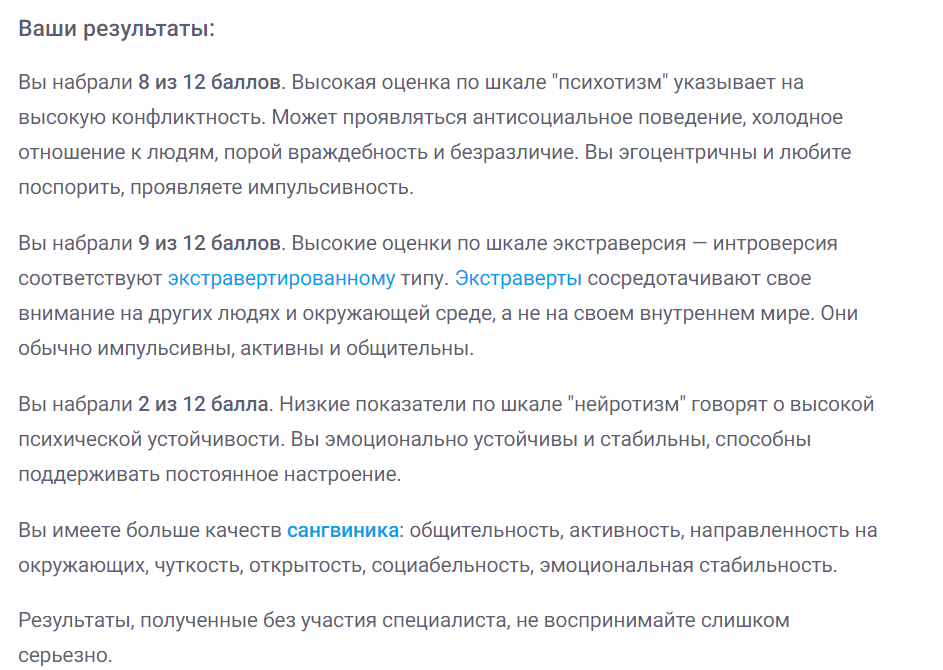 Ваши результаты:
Вы набрали 8 из 12 баллов. Высокая оценка по шкале "психотизм" указывает на
высокую конфликтность. Может проявляться антисоциальное поведение, холодное
отношение к людям, порой враждебность и безразличие. Вы эгоцентричны и любите
поспорить, проявляете импульсивность.
Вы набрали 9 из 12 баллов. Высокие оценки по шкале экстраверсия — интроверсия
соответствуют экстравертированному типу. Экстраверты сосредотачивают свое
внимание на других людях и окружающей среде, а не на своем внутреннем мире. Они
обычно импульсивны, активны и общительны.
Вы набрали 2 из 12 балла. Низкие показатели по шкале "нейротизм" говорят о высокой
психической устойчивости. Вы эмоционально устойчивы и стабильны, способны
поддерживать постоянное настроение.
Вы имеете больше качеств сангвиника: общительность, активность, направленность на
окружающих, чуткость, открытость, социабельность, эмоциональная стабильность.
Результаты, полученные без участия специалиста, не воспринимайте слишком
серьезно.